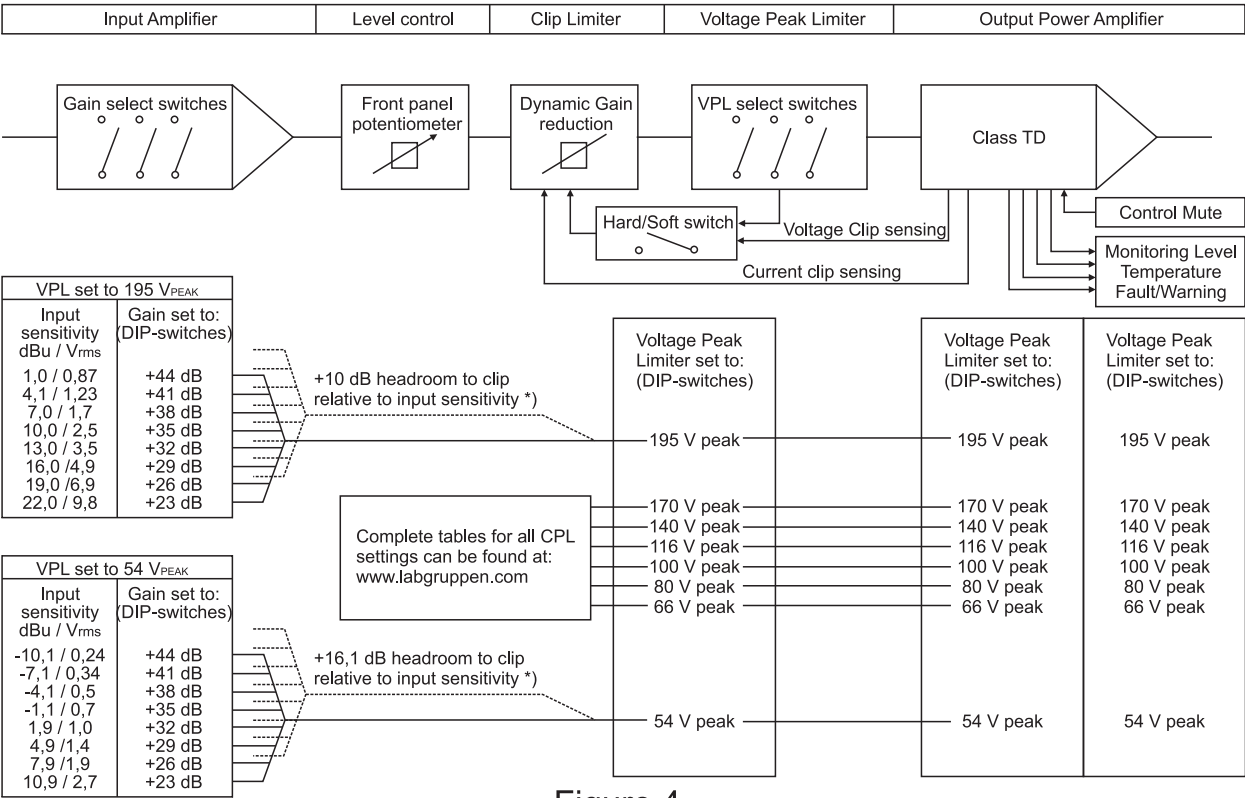 Input Amplifier
Level control
Clip Limiter
Voltage Peak Limiter
Output Power Amplifier
Gain select switches
Front panel
potentiometer
Dynamic Gain
reduction
VPL select switches
Class TD
Hard/Soft switch
Voltage Clip sensing
Current clip sensing
Control Mute
Monitoring Level
Temperature
Fault/Warning
VPL set to 195 VPEAK
Input
sensitivity
dBu / Vrms
Gain set to:
(DIP-switches)
1,0 / 0,87 +44 dB
4,1 / 1,23 +41 dB
7,0 / 1,7 +38 dB
10,0 / 2,5 +35 dB
13,0 / 3,5 +32 dB
16,0 /4,9 +29 dB
19,0 /6,9 +26 dB
22,0 / 9,8 +23 dB
+10 dB headroom to clip
relative to input sensitivity *)
Complete tables for all CPL
settings can be found at:
www.labgruppen.com
VPL set to 54 VPEAK
Input
sensitivity
dBu / Vrms
Gain set to:
(DIP-switches)
-10,1 / 0,24 +44 dB
-7,1 / 0,34 +41 dB
-4,1 / 0,5 +38 dB
-1,1 / 0,7 +35 dB
1,9 / 1,0 +32 dB
4,9 /1,4 +29 dB
7,9 /1,9 +26 dB
10,9 / 2,7 +23 dB
+16,1 dB headroom to clip
relative to input sensitivity *)
Voltage Peak
Limiter set to:
(DIP-switches)
195 V peak
170 V peak
140 V peak
116 V peak
100 V peak
80 V peak
66 V peak
54 V peak
Voltage Peak
Limiter set to:
(DIP-switches)
195 V peak
170 V peak
140 V peak
116 V peak
100 V peak
80 V peak
66 V peak
54 V peak
Voltage Peak
Limiter set to:
(DIP-switches)
195 V peak
170 V peak
140 V peak
116 V peak
100 V peak
80 V peak
66 V peak
54 V peak
Figure 4